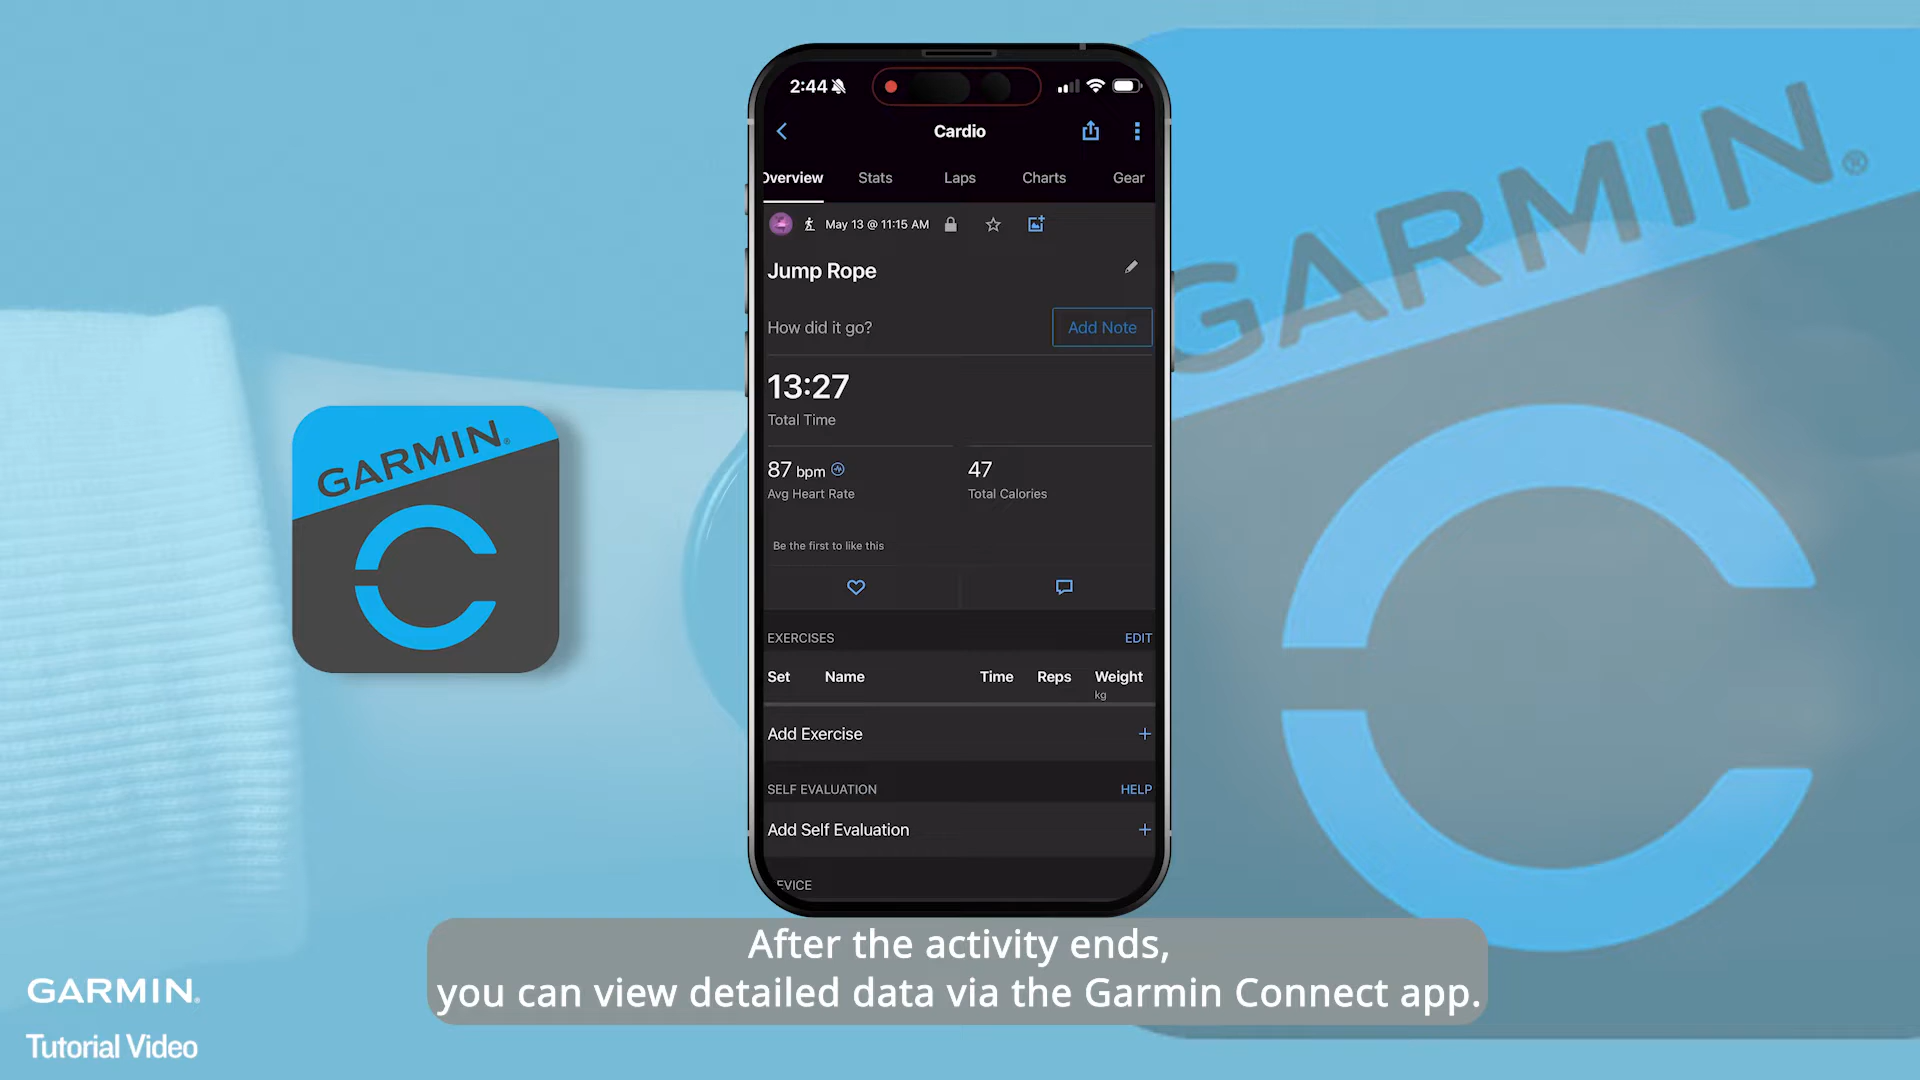 2:44
Cardio
Overview Stats Laps Charts Gear
May 13 @ 11:15 AM
Jump Rope
How did it go? Add Note
13:27
Total Time
87 bpm 47
Avg Heart Rate Total Calories
Be the first to like this
EXERCISES EDIT
Set Name Time Reps Weight
kg
Add Exercise +
SELF EVALUATION HELP
Add Self Evaluation +
EVICE
GARMIN®
GARMIN®
After the activity ends,
you can view detailed data via the Garmin Connect app.
GARMIN®
Tutorial Video